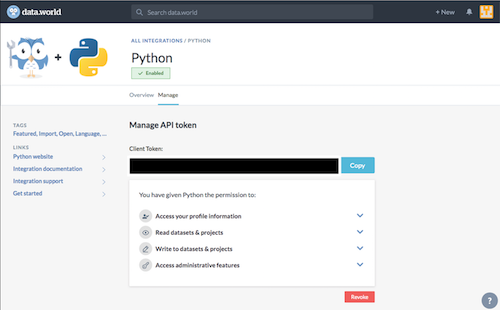 data.world
Search data.world
+ New
ALL INTEGRATIONS / PYTHON
Python
Enabled
Overview Manage
TAGS
Featured, Import, Open, Language, ...
LINKS
Python website
Integration documentation
Integration support
Get started
Manage API token
Client Token:
Copy
You have given Python the permission to:
Access your profile information
Read datasets & projects
Write to datasets & projects
Access administrative features
Revoke
?